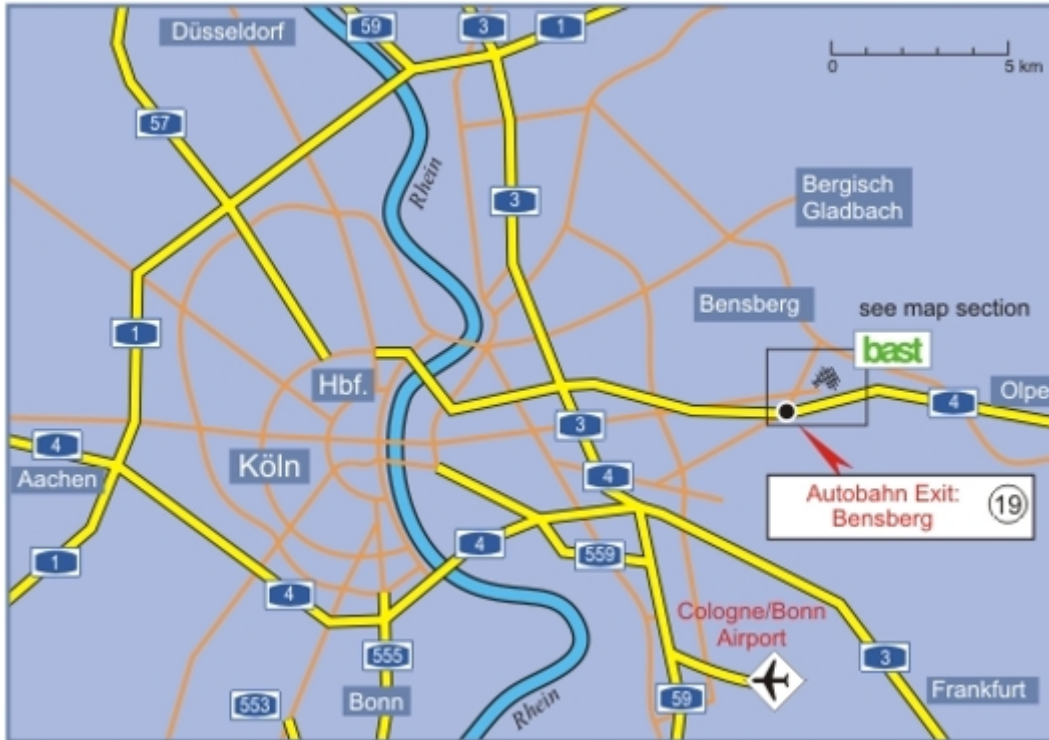 59
3
1
Düsseldorf
0 5 km
57
Rhein
3
Bergisch
Gladbach
Bensberg
see map section
1
bast
Hbf.
Olpe
4
3
4
Köln
Aachen
4
Autobahn Exit:
Bensberg
19
4
559
1
4
Cologne/Bonn
Airport
555
3
553
Bonn
59
Frankfurt
Rhein